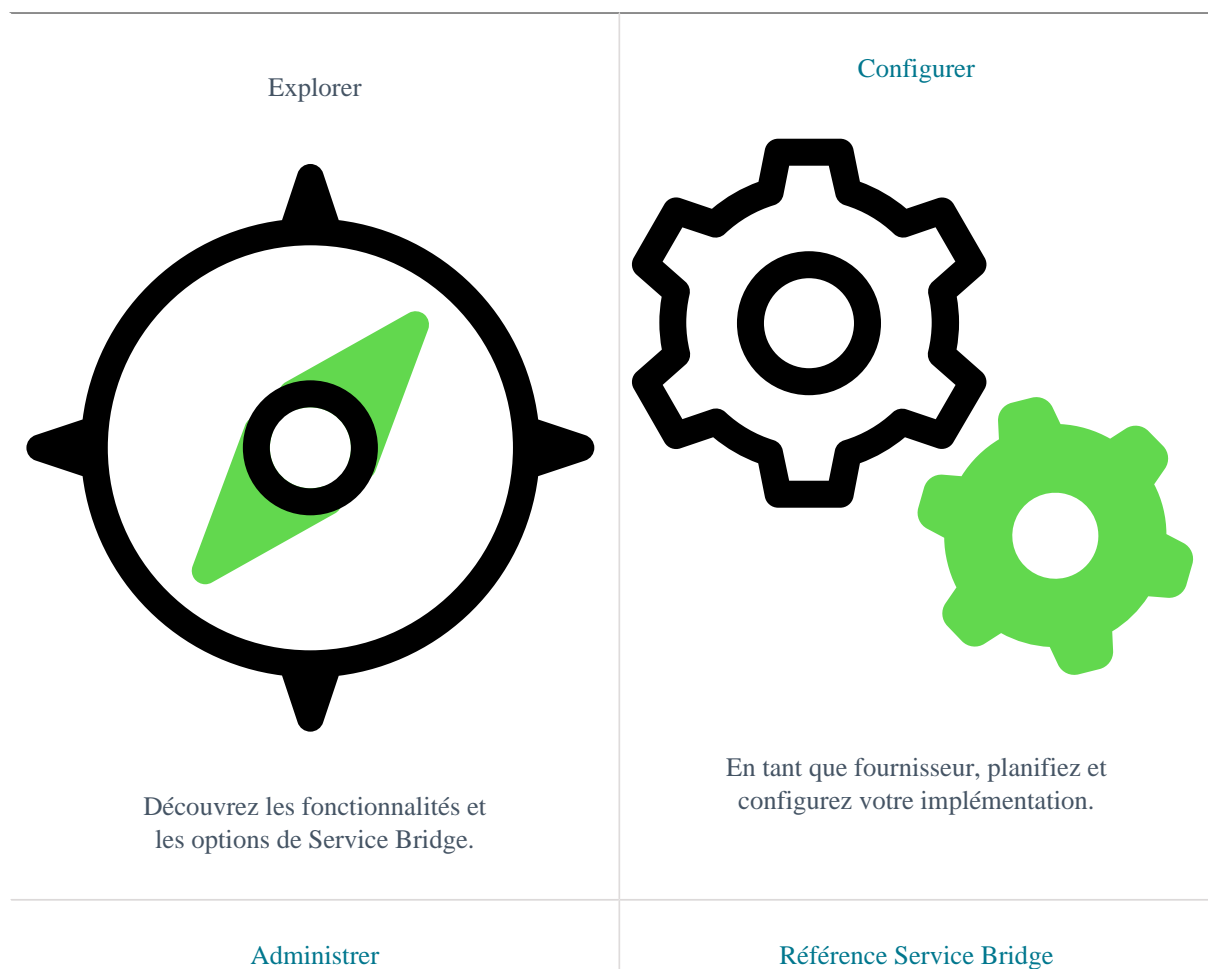 Explorer
Découvrez les fonctionnalités et
les options de Service Bridge.
Configurer
En tant que fournisseur, planifiez et
configurez votre implémentation.
Administrer
Référence Service Bridge